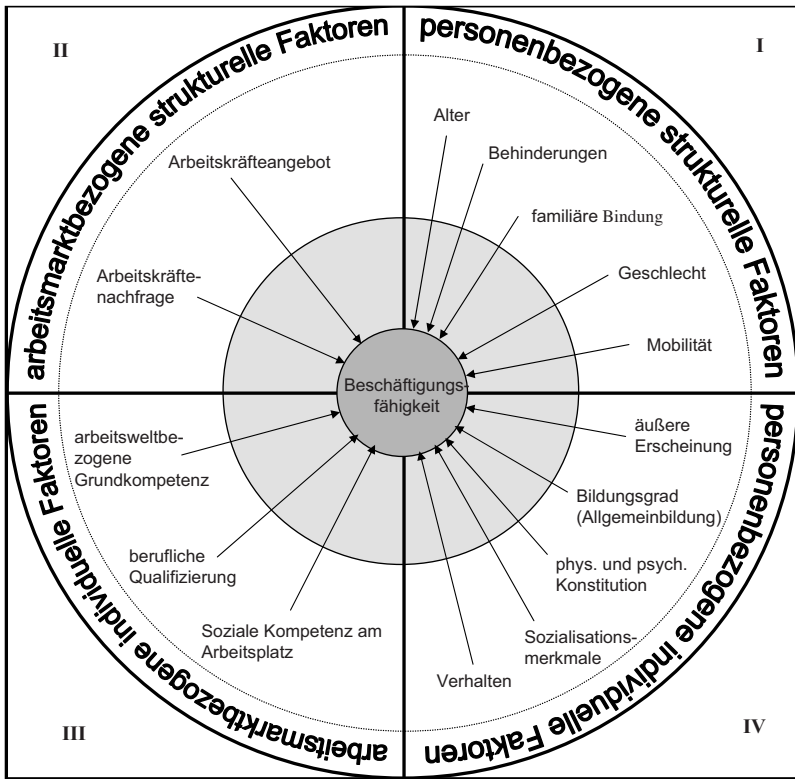 II
arbeitsmarktbezogene strukturelle Faktoren
Arbeitskräfteangebot
Arbeitskräfte-
nachfrage
I
personenbezogene strukturelle Faktoren
Alter
Behinderungen
familiäre Bindung
Geschlecht
Mobilität
Beschäftigungs-
fähigkeit
III
arbeitsmarktbezogene individuelle Faktoren
arbeitsweltbe-
zogene
Grundkompetenz
berufliche
Qualifizierung
Soziale Kompetenz am
Arbeitsplatz
IV
personenbezogene individuelle Faktoren
äußere
Erscheinung
Bildungsgrad
(Allgemeinbildung)
phys. und psych.
Konstitution
Sozialisations-
merkmale
Verhalten